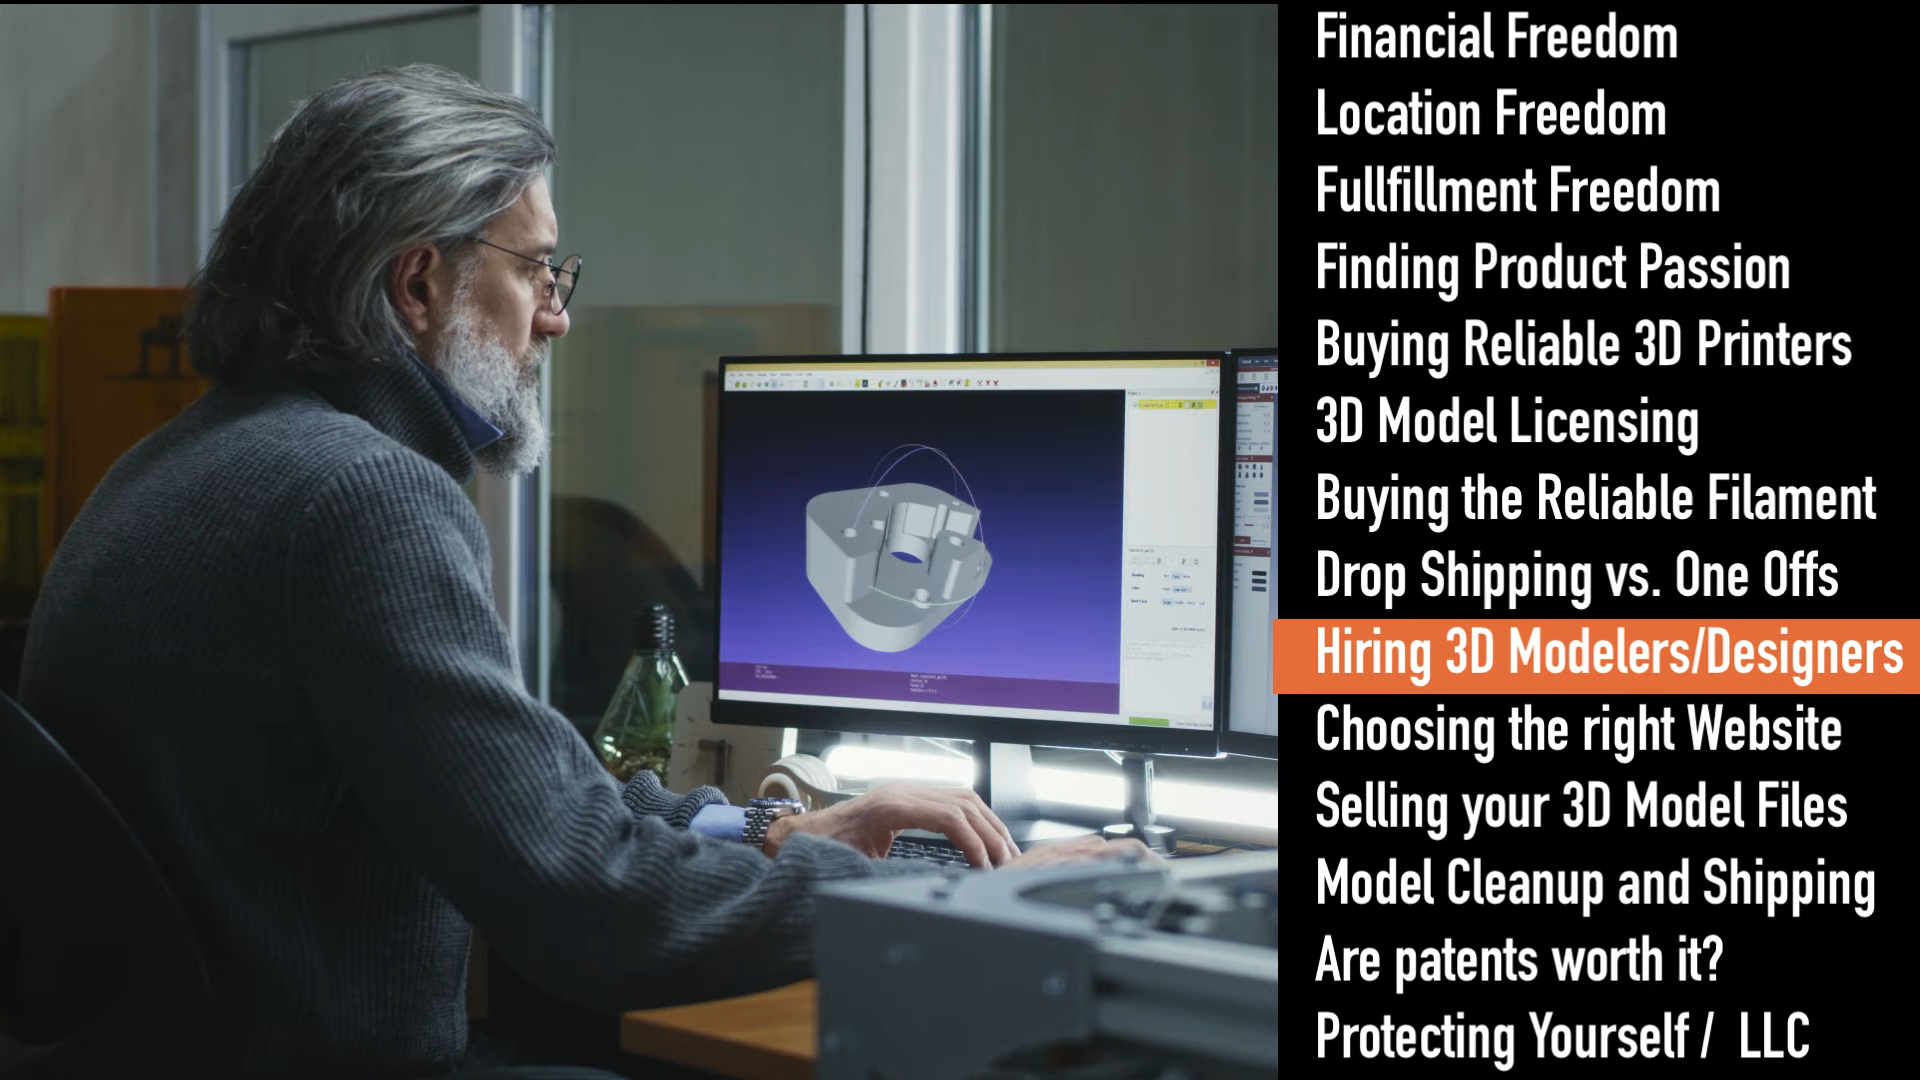 Financial Freedom
Location Freedom
Fullfillment Freedom
Finding Product Passion
Buying Reliable 3D Printers
3D Model Licensing
Buying the Reliable Filament
Drop Shipping vs. One Offs
Hiring 3D Modelers/Designers
Choosing the right Website
Selling your 3D Model Files
Model Cleanup and Shipping
Are patents worth it?
Protecting Yourself / LLC